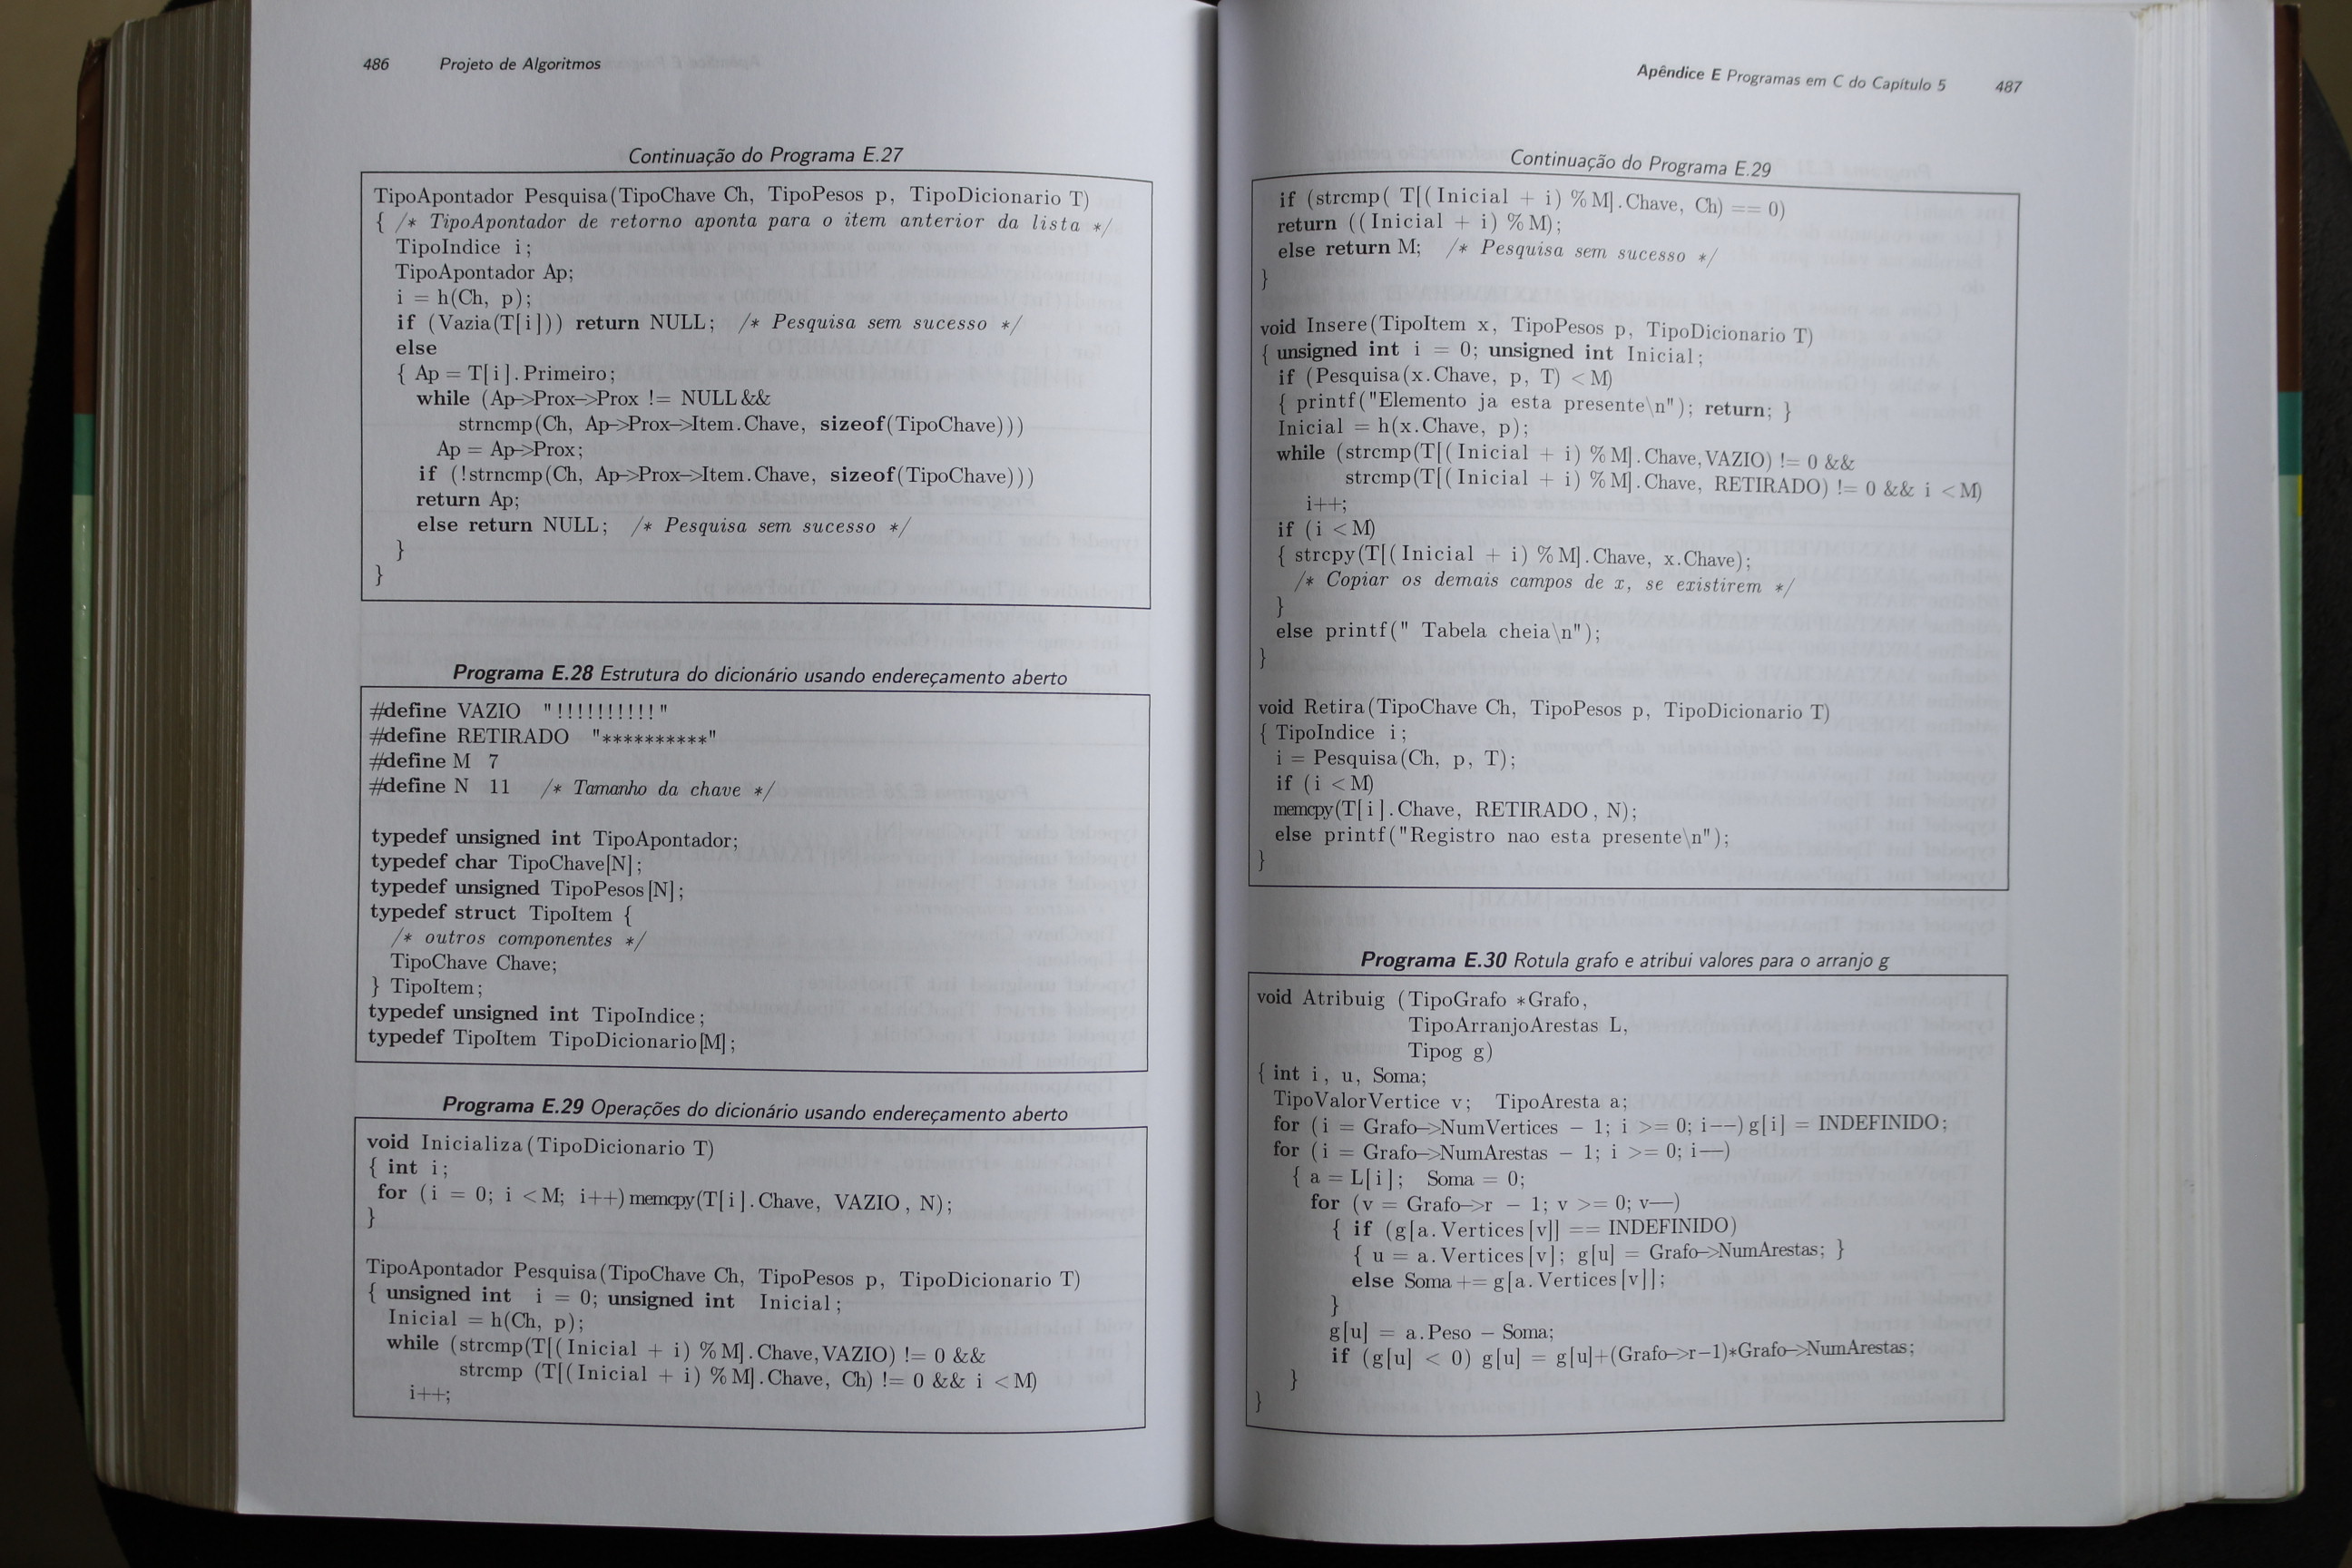 486 Projeto de Algoritmos
Continuação do Programa E.27
TipoApontador Pesquisa(TipoChave Ch, TipoPesos p, TipoDicionario T)
{ /* TipoApontador de retorno aponta para o item anterior da lista */
TipoIndice i;
TipoApontador Ap;
i = h(Ch, p);
if (Vazia(T[i])) return NULL; /* Pesquisa sem sucesso */
else
{ Ap = T[i].Primeiro;
while (Ap->Prox->Prox != NULL &&
strncmp(Ch, Ap->Prox->Item.Chave, sizeof(TipoChave)))
Ap = Ap->Prox;
if (!strncmp(Ch, Ap->Prox->Item.Chave, sizeof(TipoChave)))
return Ap;
else return NULL; /* Pesquisa sem sucesso */
}
}
Programa E.28 Estrutura do dicionário usando endereçamento aberto
#define VAZIO "!!!!!!!!!!"
#define RETIRADO "**********"
#define M 7
#define N 11 /* Tamanho da chave */
typedef unsigned int TipoApontador;
typedef char TipoChave[N];
typedef unsigned TipoPesos[N];
typedef struct TipoItem {
/* outros componentes */
TipoChave Chave;
} TipoItem;
typedef unsigned int TipoIndice;
typedef TipoItem TipoDicionario[M];
Programa E.29 Operações do dicionário usando endereçamento aberto
void Inicializa(TipoDicionario T)
{ int i;
for (i = 0; i < M; i++) memcpy(T[i].Chave, VAZIO, N);
}
TipoApontador Pesquisa(TipoChave Ch, TipoPesos p, TipoDicionario T)
{ unsigned int i = 0; unsigned int Inicial;
Inicial = h(Ch, p);
while (strcmp(T[(Inicial + i) % M].Chave, VAZIO) != 0 &&
strcmp (T[(Inicial + i) % M].Chave, Ch) != 0 && i < M)
i++;
Apêndice E Programas em C do Capítulo 5 487
Continuação do Programa E.29
if (strcmp( T[(Inicial + i) % M].Chave, Ch) == 0)
return ((Inicial + i) % M);
else return M; /* Pesquisa sem sucesso */
}
void Insere(TipoItem x, TipoPesos p, TipoDicionario T)
{ unsigned int i = 0; unsigned int Inicial;
if (Pesquisa(x.Chave, p, T) < M)
{ printf("Elemento ja esta presente\n"); return; }
Inicial = h(x.Chave, p);
while (strcmp(T[(Inicial + i) % M].Chave, VAZIO) != 0 &&
strcmp(T[(Inicial + i) % M].Chave, RETIRADO) != 0 && i < M)
i++;
if (i < M)
{ strcpy(T[(Inicial + i) % M].Chave, x.Chave);
/* Copiar os demais campos de x, se existirem */
}
else printf(" Tabela cheia\n");
}
void Retira(TipoChave Ch, TipoPesos p, TipoDicionario T)
{ TipoIndice i;
i = Pesquisa(Ch, p, T);
if (i < M)
memcpy(T[i].Chave, RETIRADO, N);
else printf("Registro nao esta presente\n");
}
Programa E.30 Rotula grafo e atribui valores para o arranjo g
void Atribuig (TipoGrafo *Grafo,
TipoArranjoArestas L,
Tipog g)
{ int i, u, Soma;
TipoValorVertice v; TipoAresta a;
for (i = Grafo->NumVertices - 1; i >= 0; i--) g[i] = INDEFINIDO;
for (i = Grafo->NumArestas - 1; i >= 0; i--)
{ a = L[i]; Soma = 0;
for (v = Grafo->r - 1; v >= 0; v--)
{ if (g[a.Vertices[v]] == INDEFINIDO)
{ u = a.Vertices[v]; g[u] = Grafo->NumArestas; }
else Soma += g[a.Vertices[v]];
}
g[u] = a.Peso - Soma;
if (g[u] < 0) g[u] = g[u]+(Grafo->r-1)*Grafo->NumArestas;
}
}